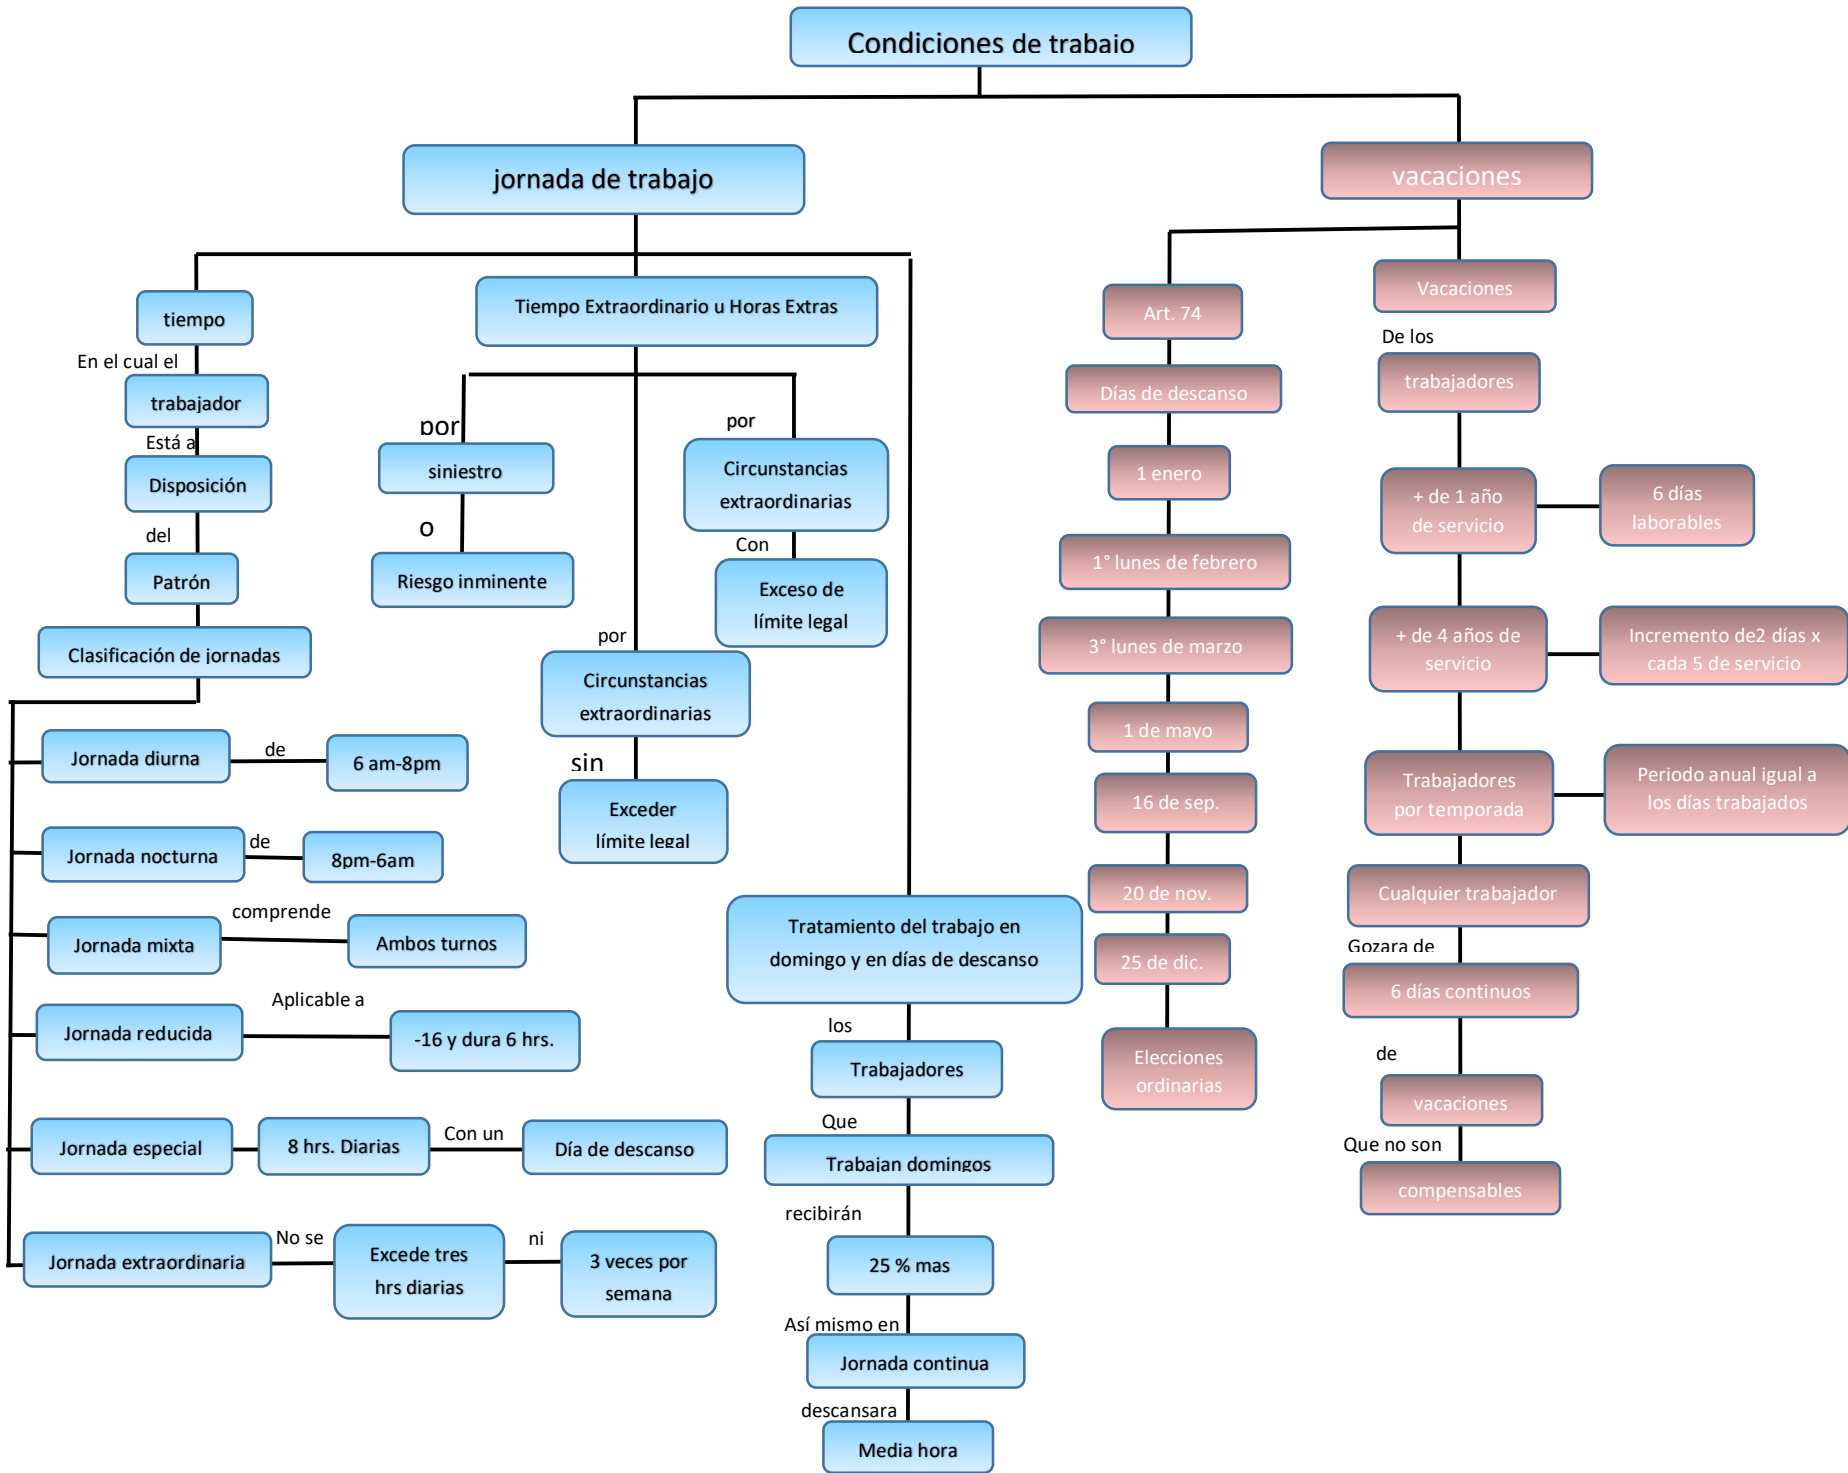 Condiciones de trabajo
jornada de trabajo
vacaciones
tiempo
En el cual el
trabajador
Está a
Disposición
del
Patrón
Clasificación de jornadas
Jornada diurna
de
6 am-8pm
Jornada nocturna
de
8pm-6am
Jornada mixta
comprende
Ambos turnos
Jornada reducida
Aplicable a
-16 y dura 6 hrs.
Jornada especial
8 hrs. Diarias
Con un
Día de descanso
Jornada extraordinaria
No se
Excede tres
hrs diarias
ni
3 veces por
semana
Tiempo Extraordinario u Horas Extras
por
siniestro
o
Riesgo inminente
por
Circunstancias
extraordinarias
sin
Exceder
límite legal
por
Circunstancias
extraordinarias
Con
Exceso de
límite legal
Tratamiento del trabajo en
domingo y en días de descanso
los
Trabajadores
Que
Trabajan domingos
recibirán
25 % mas
Así mismo en
Jornada continua
descansara
Media hora
Art. 74
Días de descanso
1 enero
1° lunes de febrero
3° lunes de marzo
1 de mayo
16 de sep.
20 de nov.
25 de dic.
Elecciones
ordinarias
Vacaciones
De los
trabajadores
+ de 1 año
de servicio
6 días
laborables
+ de 4 años de
servicio
Incremento de2 días x
cada 5 de servicio
Trabajadores
por temporada
Periodo anual igual a
los días trabajados
Cualquier trabajador
Gozara de
6 días continuos
de
vacaciones
Que no son
compensables